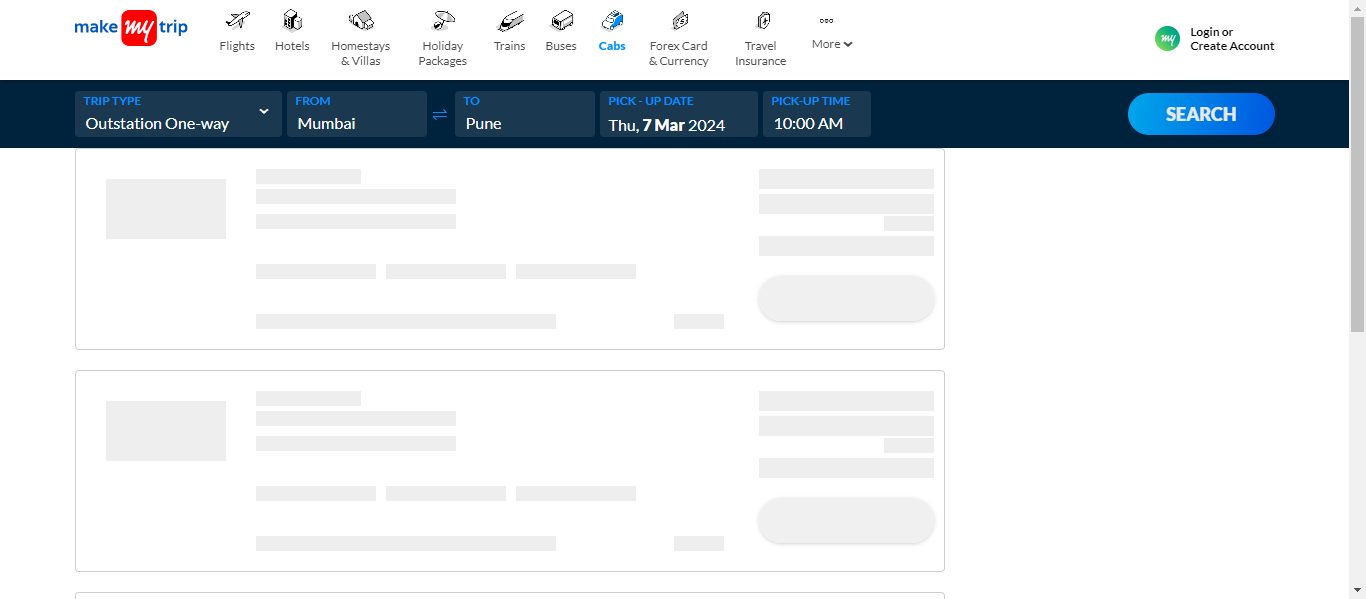 make my trip
Flights
Hotels
Homestays
& Villas
Holiday
Packages
Trains
Buses
Cabs
Forex Card
& Currency
Travel
Insurance
More
my
Login or
Create Account
TRIP TYPE
Outstation One-way
FROM
Mumbai
TO
Pune
PICK - UP DATE
Thu, 7 Mar 2024
PICK-UP TIME
10:00 AM
SEARCH